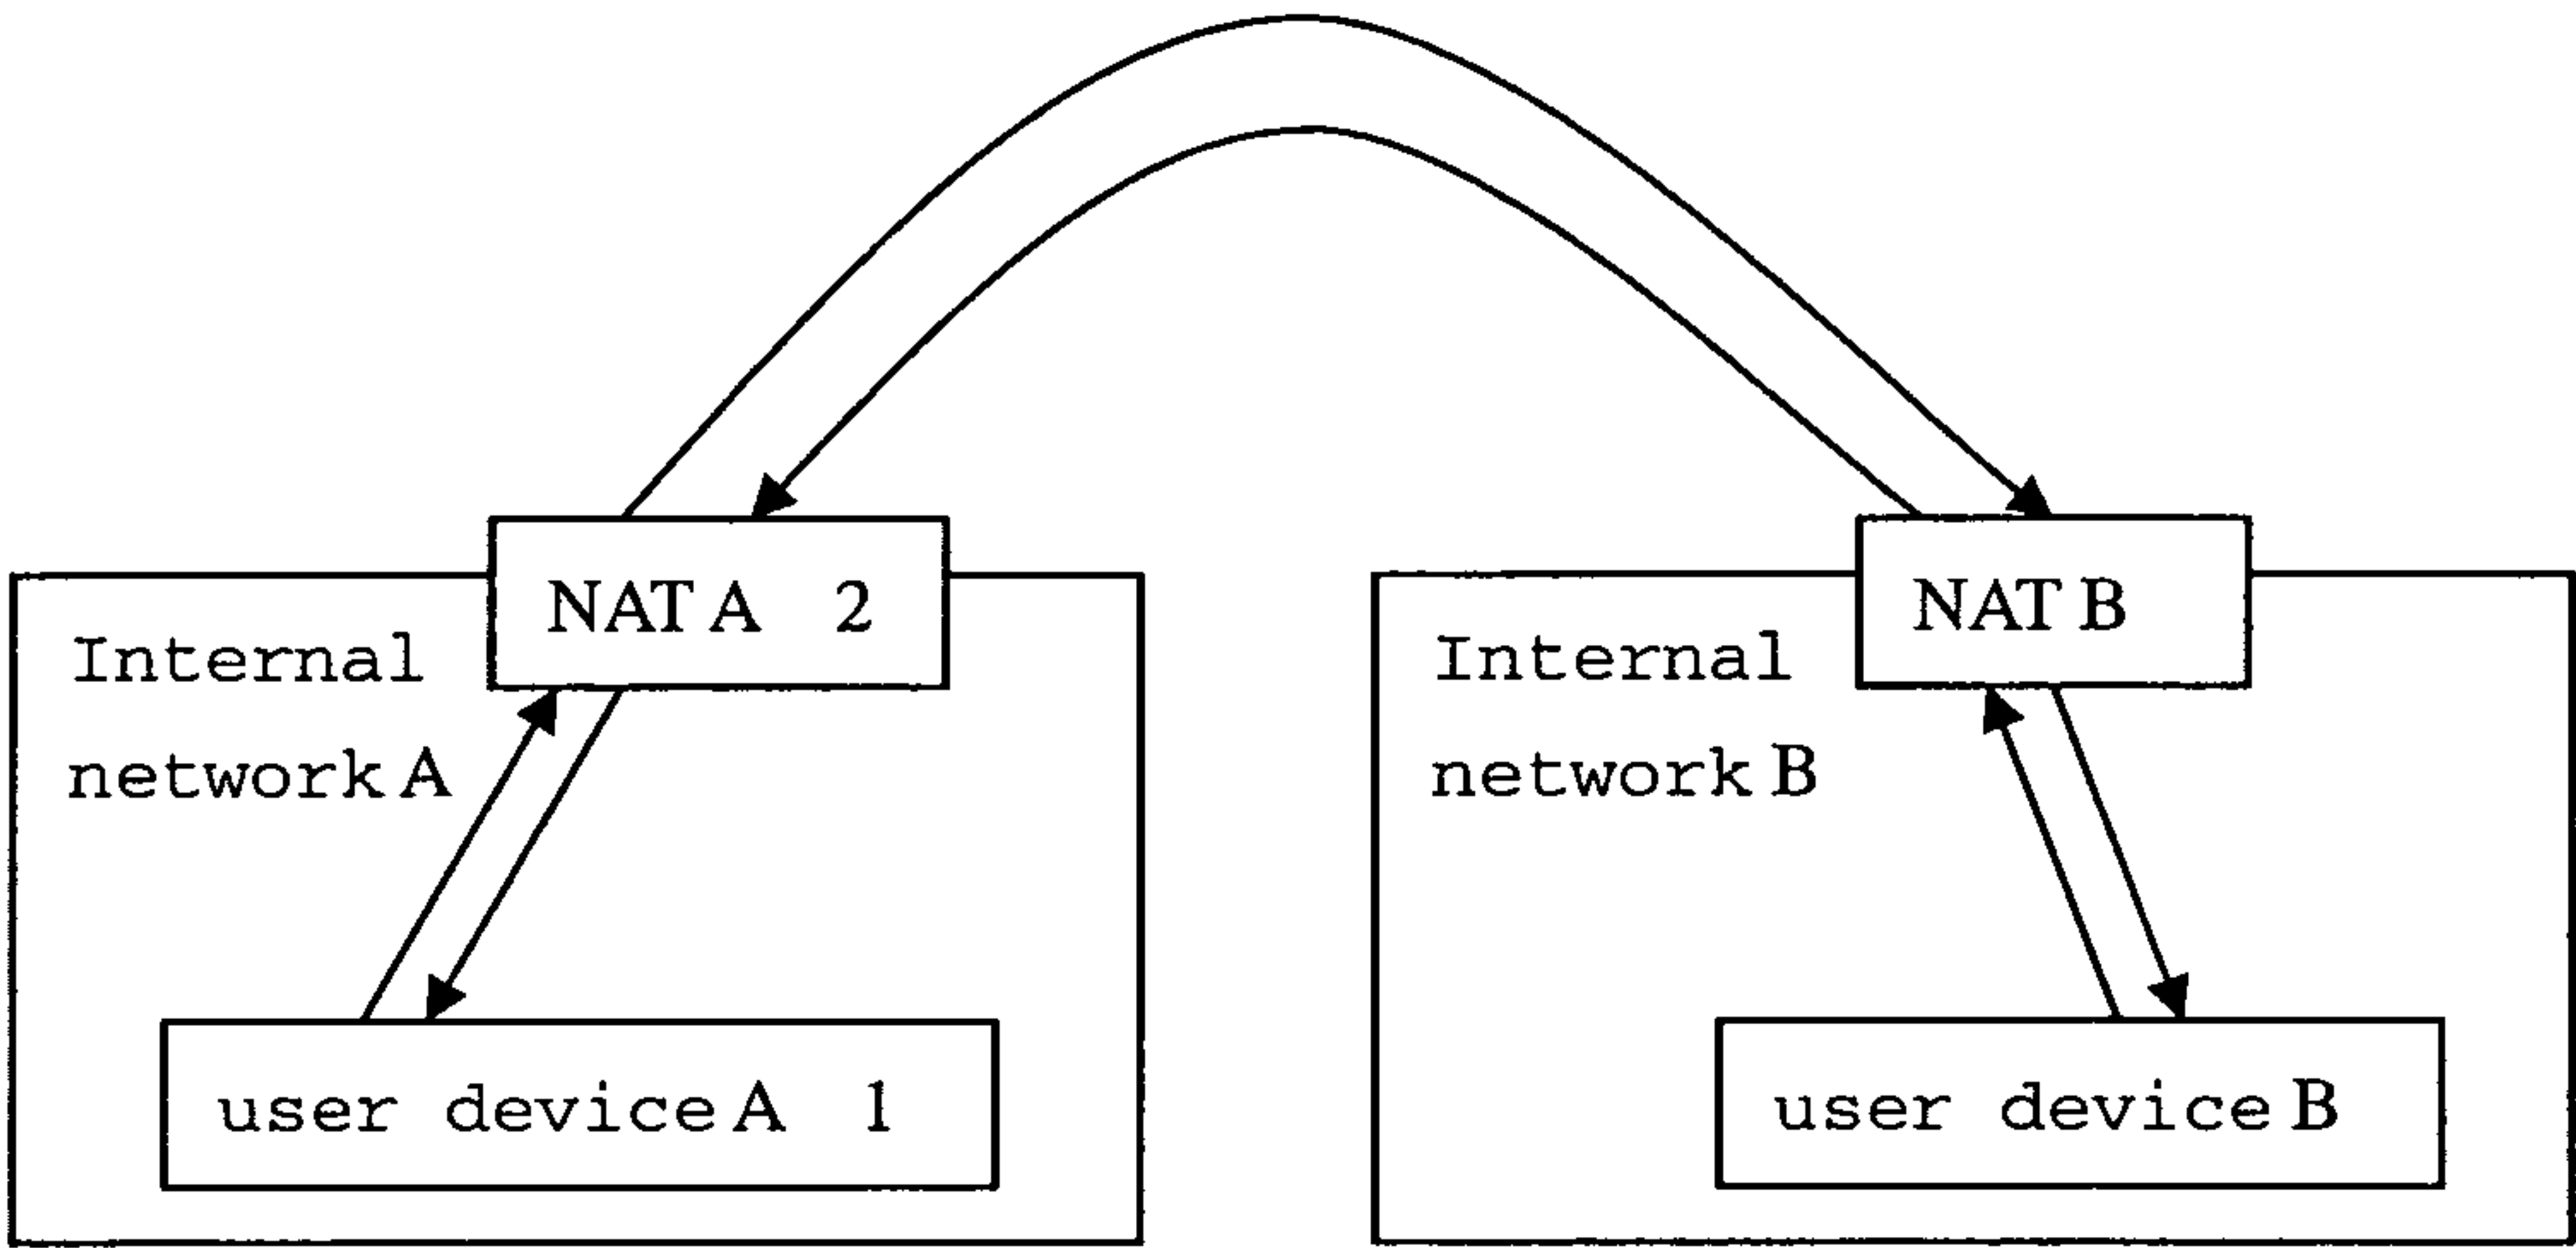 NAT A 2
Internal
network A
user device A 1
NAT B
Internal
network B
user device B